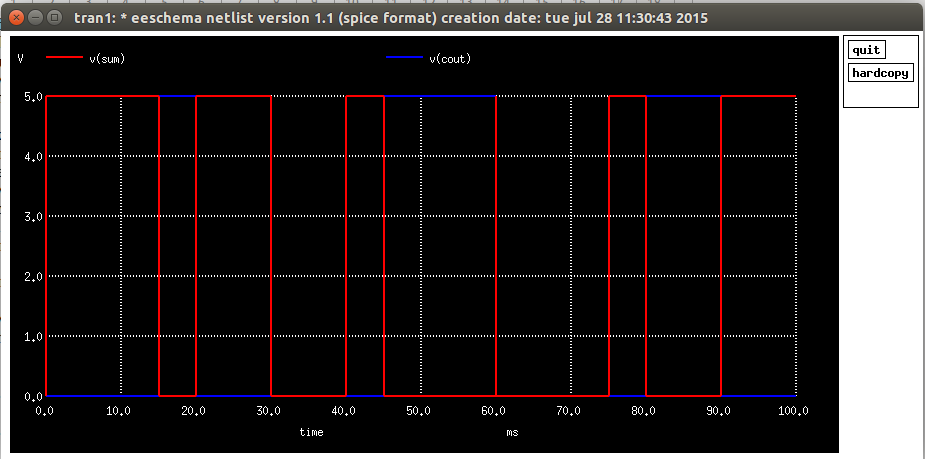 tran1: * eeschema netlist version 1.1 (spice format) creation date: tue jul 28 11:30:43 2015
quit
hardcopy
V v(sum) v(cout)
5.0
4.0
3.0
2.0
1.0
0.0
0.0 10.0 20.0 30.0 40.0 50.0 60.0 70.0 80.0 90.0 100.0
time ms